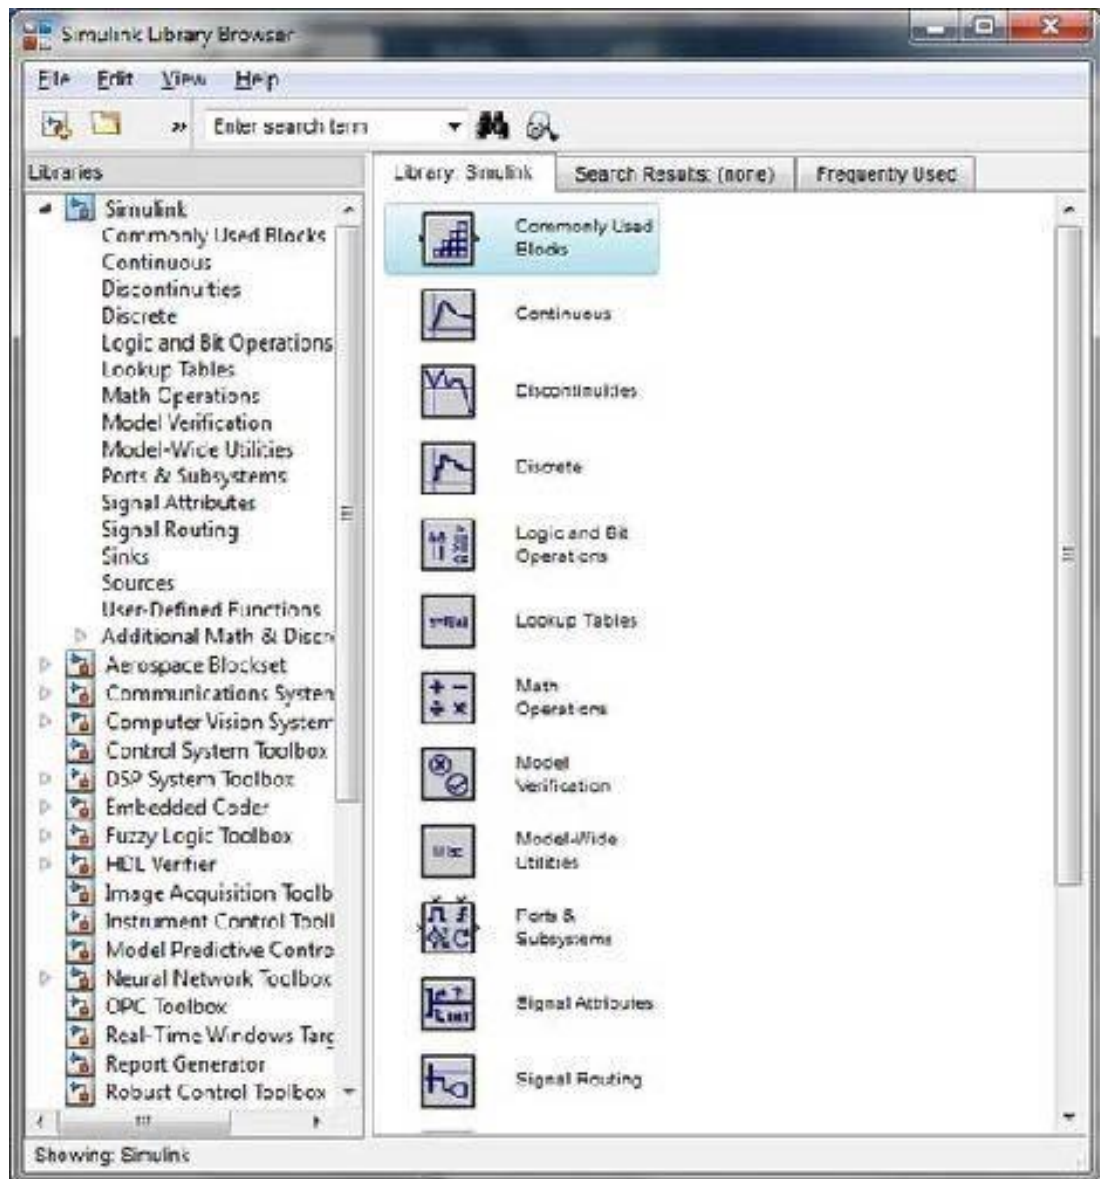 Simulink Library Browser
File Edit View Help
» Enter search term
Libraries
Library: Simulink
Search Results: (none)
Frequently Used
Simulink
Commonly Used Blocks
Continuous
Discontinuities
Discrete
Logic and Bit Operations
Lookup Tables
Math Operations
Model Verification
Model-Wide Utilities
Ports & Subsystems
Signal Attributes
Signal Routing
Sinks
Sources
User-Defined Functions
Additional Math & Discr
Aerospace Blockset
Communications System
Computer Vision System
Control System Toolbox
DSP System Toolbox
Embedded Coder
Fuzzy Logic Toolbox
HDL Verifier
Image Acquisition Toolb
Instrument Control Tooll
Model Predictive Contro
Neural Network Toolbox
OPC Toolbox
Real-Time Windows Targ
Report Generator
Robust Control Toolbox
Commonly Used
Blocks
Continuous
Discontinuities
Discrete
Logic and Bit
Operations
Lookup Tables
Math
Operations
Model
Verification
Misc
Model-Wide
Utilities
Ports &
Subsystems
Signal Attributes
Signal Routing
Showing: Simulink